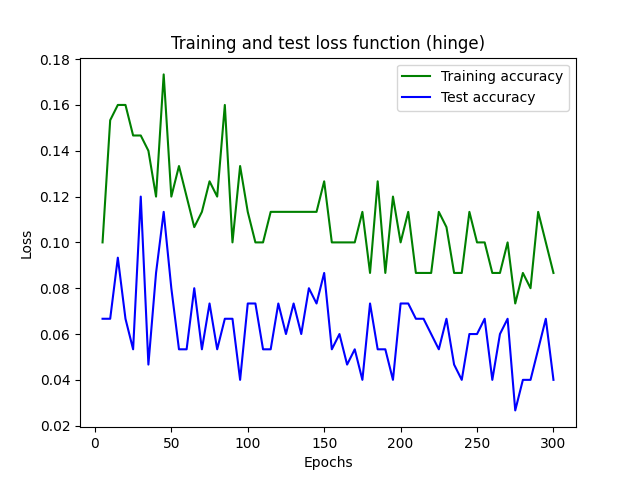 Training and test loss function (hinge)
Training accuracy
Test accuracy
0.18
0.16
0.14
0.12
0.10
0.08
0.06
0.04
0.02
Loss
0 50 100 150 200 250 300
Epochs